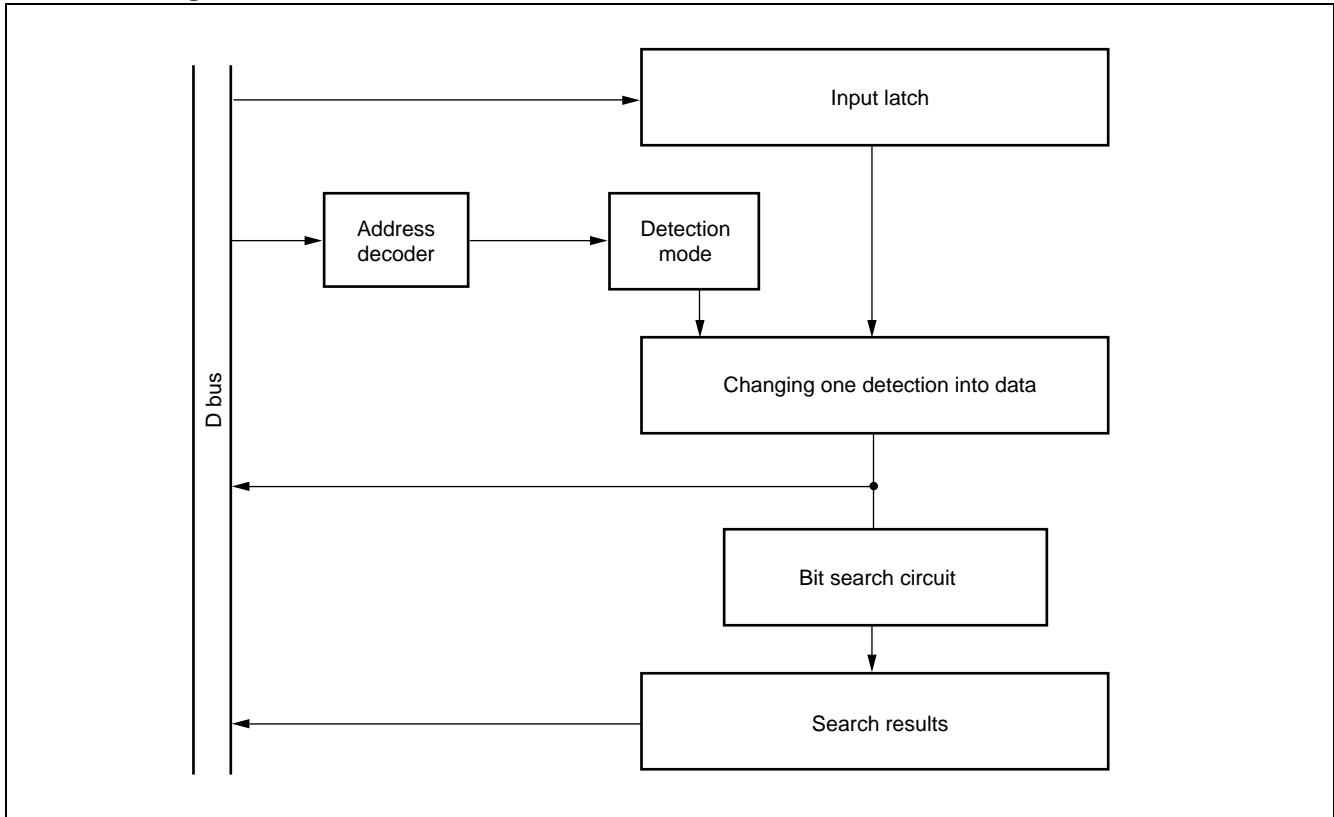 Input latch
Address
decoder
Detection
mode
Changing one detection into data
D bus
Bit search circuit
Search results